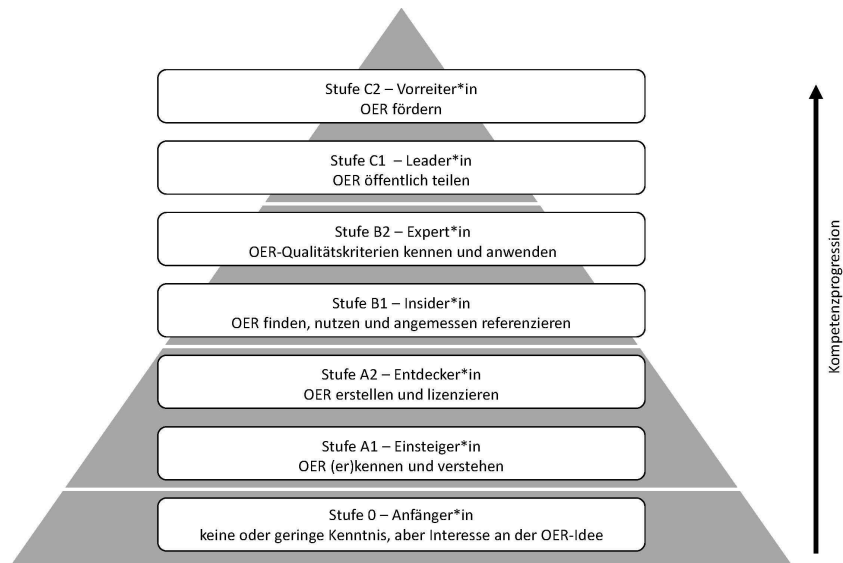 Stufe C2 – Vorreiter*in
OER fördern
Stufe C1 – Leader*in
OER öffentlich teilen
Stufe B2 – Expert*in
OER-Qualitätskriterien kennen und anwenden
Stufe B1 – Insider*in
OER finden, nutzen und angemessen referenzieren
Stufe A2 – Entdecker*in
OER erstellen und lizenzieren
Stufe A1 – Einsteiger*in
OER (er)kennen und verstehen
Stufe 0 – Anfänger*in
keine oder geringe Kenntnis, aber Interesse an der OER-Idee
Kompetenzprogression